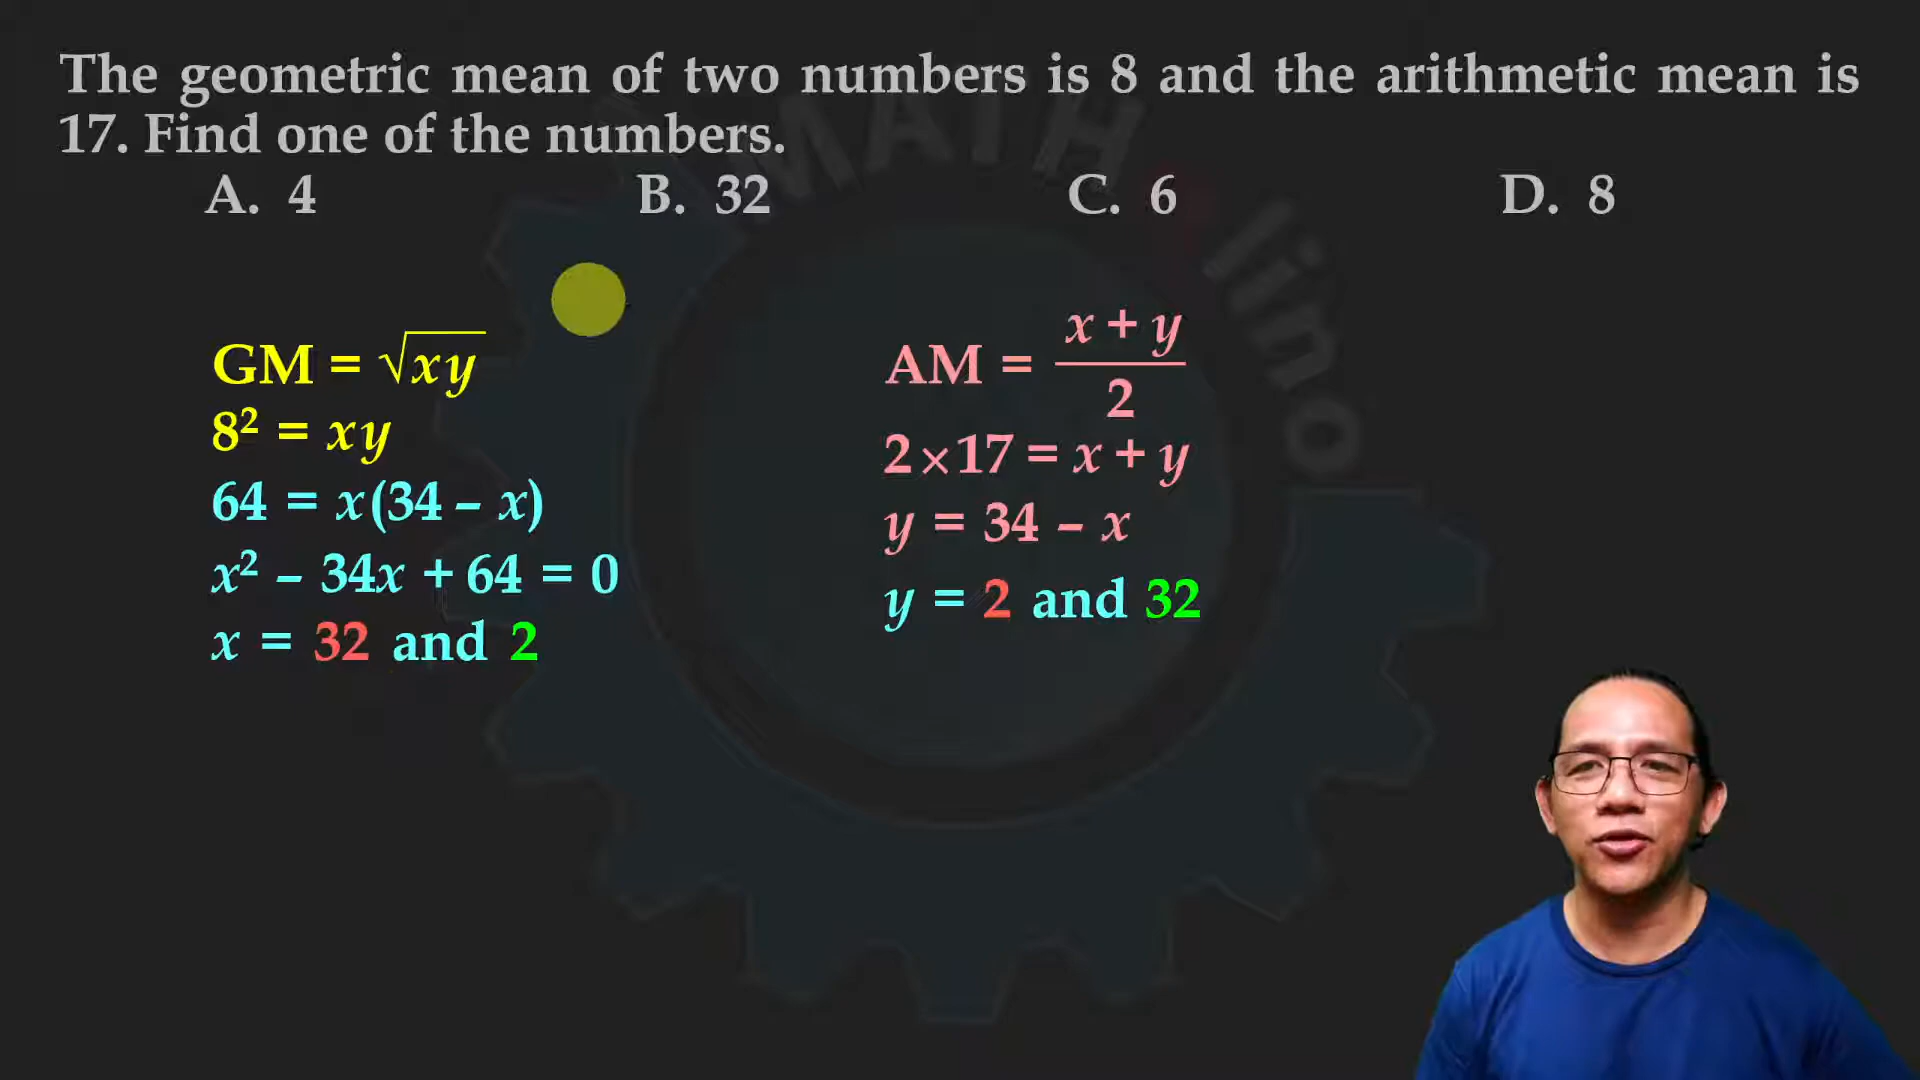 The geometric mean of two numbers is 8 and the arithmetic mean is
17. Find one of the numbers.
A. 4 B. 32 C. 6 D. 8
MATH lino
GM = √xy
8² = xy
64 = x(34 – x)
x² – 34x + 64 = 0
x = 32 and 2
AM = x + y / 2
2×17 = x + y
y = 34 – x
y = 2 and 32